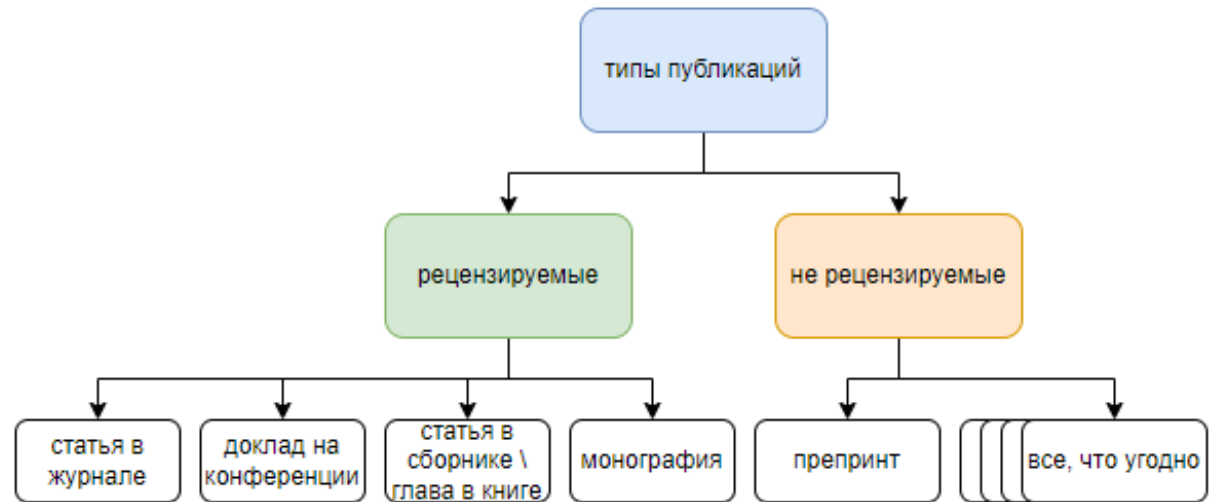 типы публикаций
рецензируемые
не рецензируемые
статья в
журнале
доклад на
конференции
статья в
сборнике \
глава в книге
монография
препринт
все, что угодно